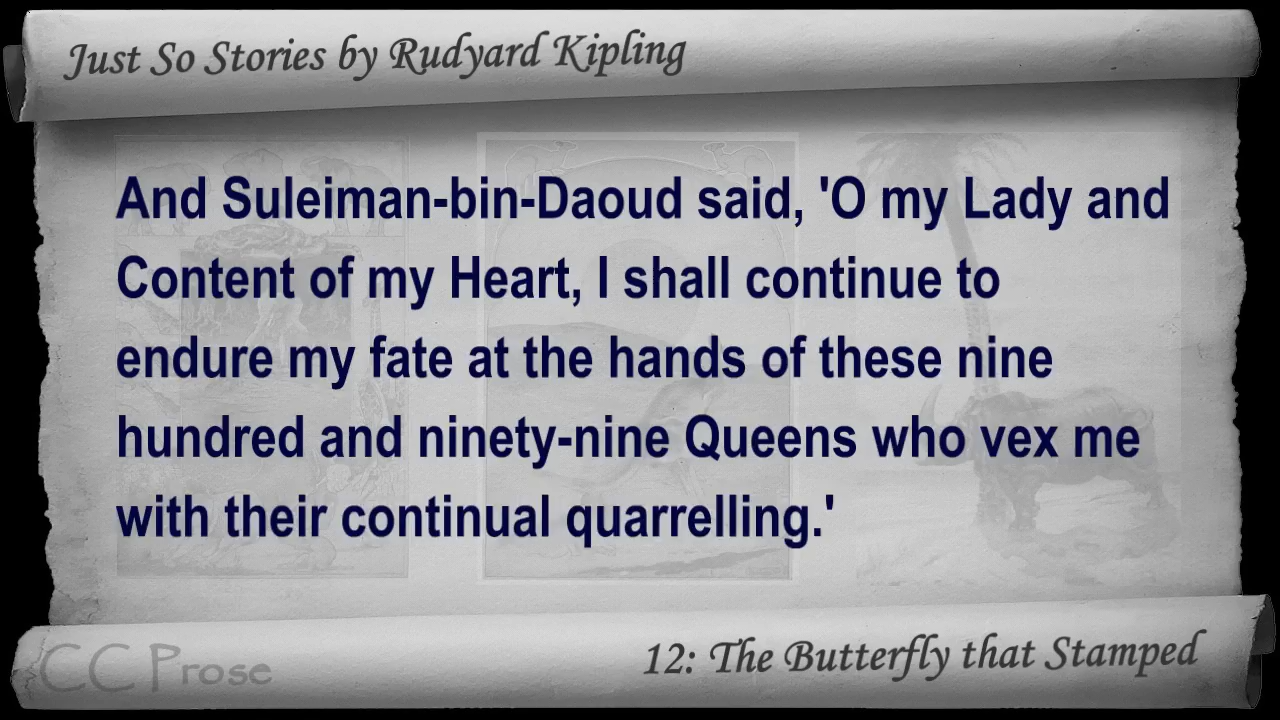 Just So Stories by Rudyard Kipling
And Suleiman-bin-Daoud said, 'O my Lady and
Content of my Heart, I shall continue to
endure my fate at the hands of these nine
hundred and ninety-nine Queens who vex me
with their continual quarrelling.'
CC Prose
12: The Butterfly that Stamped